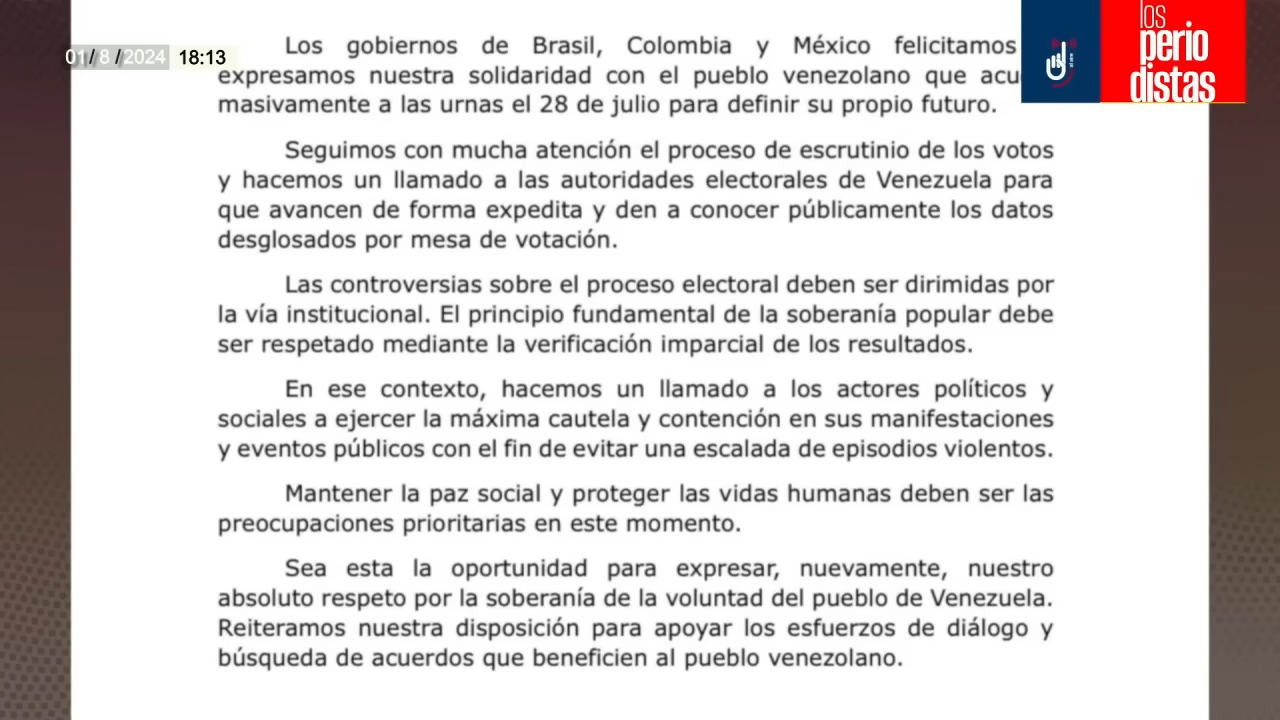 01/ 8 /2024 18:13
los
perio
distas
Los gobiernos de Brasil, Colombia y México felicitamos
expresamos nuestra solidaridad con el pueblo venezolano que
masivamente a las urnas el 28 de julio para definir su propio futuro.
Seguimos con mucha atención el proceso de escrutinio de los votos
y hacemos un llamado a las autoridades electorales de Venezuela para
que avancen de forma expedita y den a conocer públicamente los datos
desglosados por mesa de votación.
Las controversias sobre el proceso electoral deben ser dirimidas por
la vía institucional. El principio fundamental de la soberanía popular debe
ser respetado mediante la verificación imparcial de los resultados.
En ese contexto, hacemos un llamado a los actores políticos y
sociales a ejercer la máxima cautela y contención en sus manifestaciones
y eventos públicos con el fin de evitar una escalada de episodios violentos.
Mantener la paz social y proteger las vidas humanas deben ser las
preocupaciones prioritarias en este momento.
Sea esta la oportunidad para expresar, nuevamente, nuestro
absoluto respeto por la soberanía de la voluntad del pueblo de Venezuela.
Reiteramos nuestra disposición para apoyar los esfuerzos de diálogo y
búsqueda de acuerdos que beneficien al pueblo venezolano.